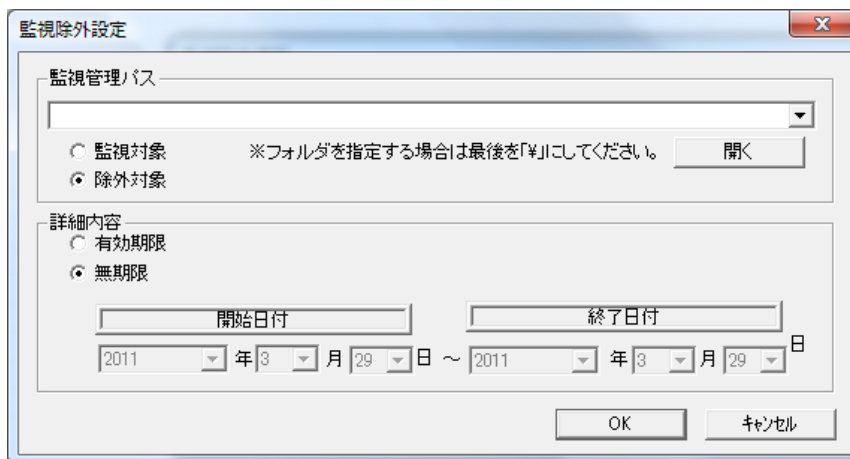 監視除外設定
監視管理パス
監視対象 ※フォルダを指定する場合は最後を「¥」にしてください。 開く
除外対象
詳細内容
有効期限
無期限
開始日付 終了日付
2011 年 3 月 29 日 ～ 2011 年 3 月 29 日
OK キャンセル